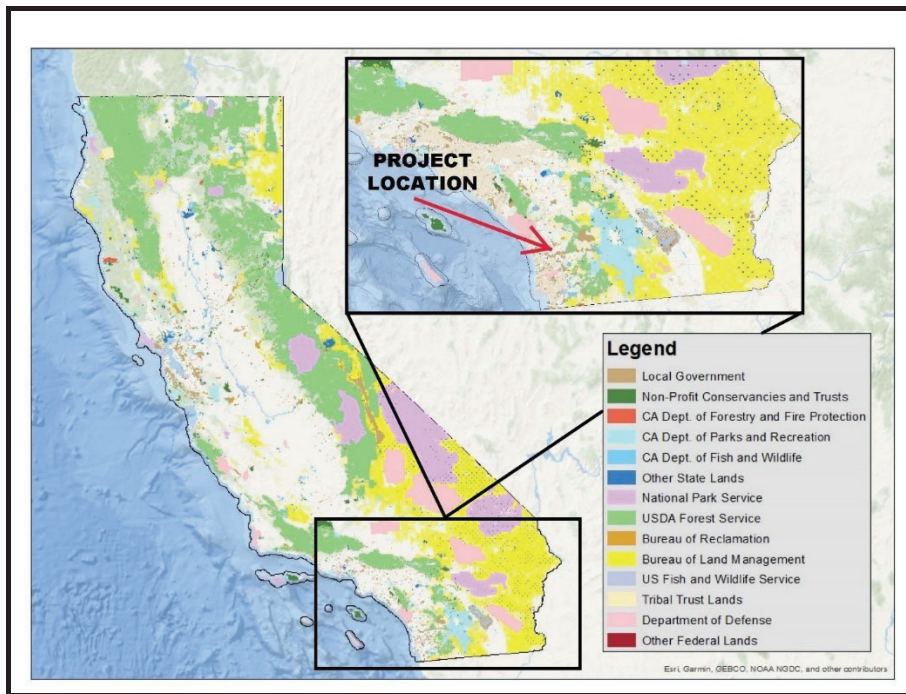 PROJECT
LOCATION
Legend
Local Government
Non-Profit Conservancies and Trusts
CA Dept. of Forestry and Fire Protection
CA Dept. of Parks and Recreation
CA Dept. of Fish and Wildlife
Other State Lands
National Park Service
USDA Forest Service
Bureau of Reclamation
Bureau of Land Management
US Fish and Wildlife Service
Tribal Trust Lands
Department of Defense
Other Federal Lands
Esri, Garmin, GEBCO, NOAA NGDC, and other contributors